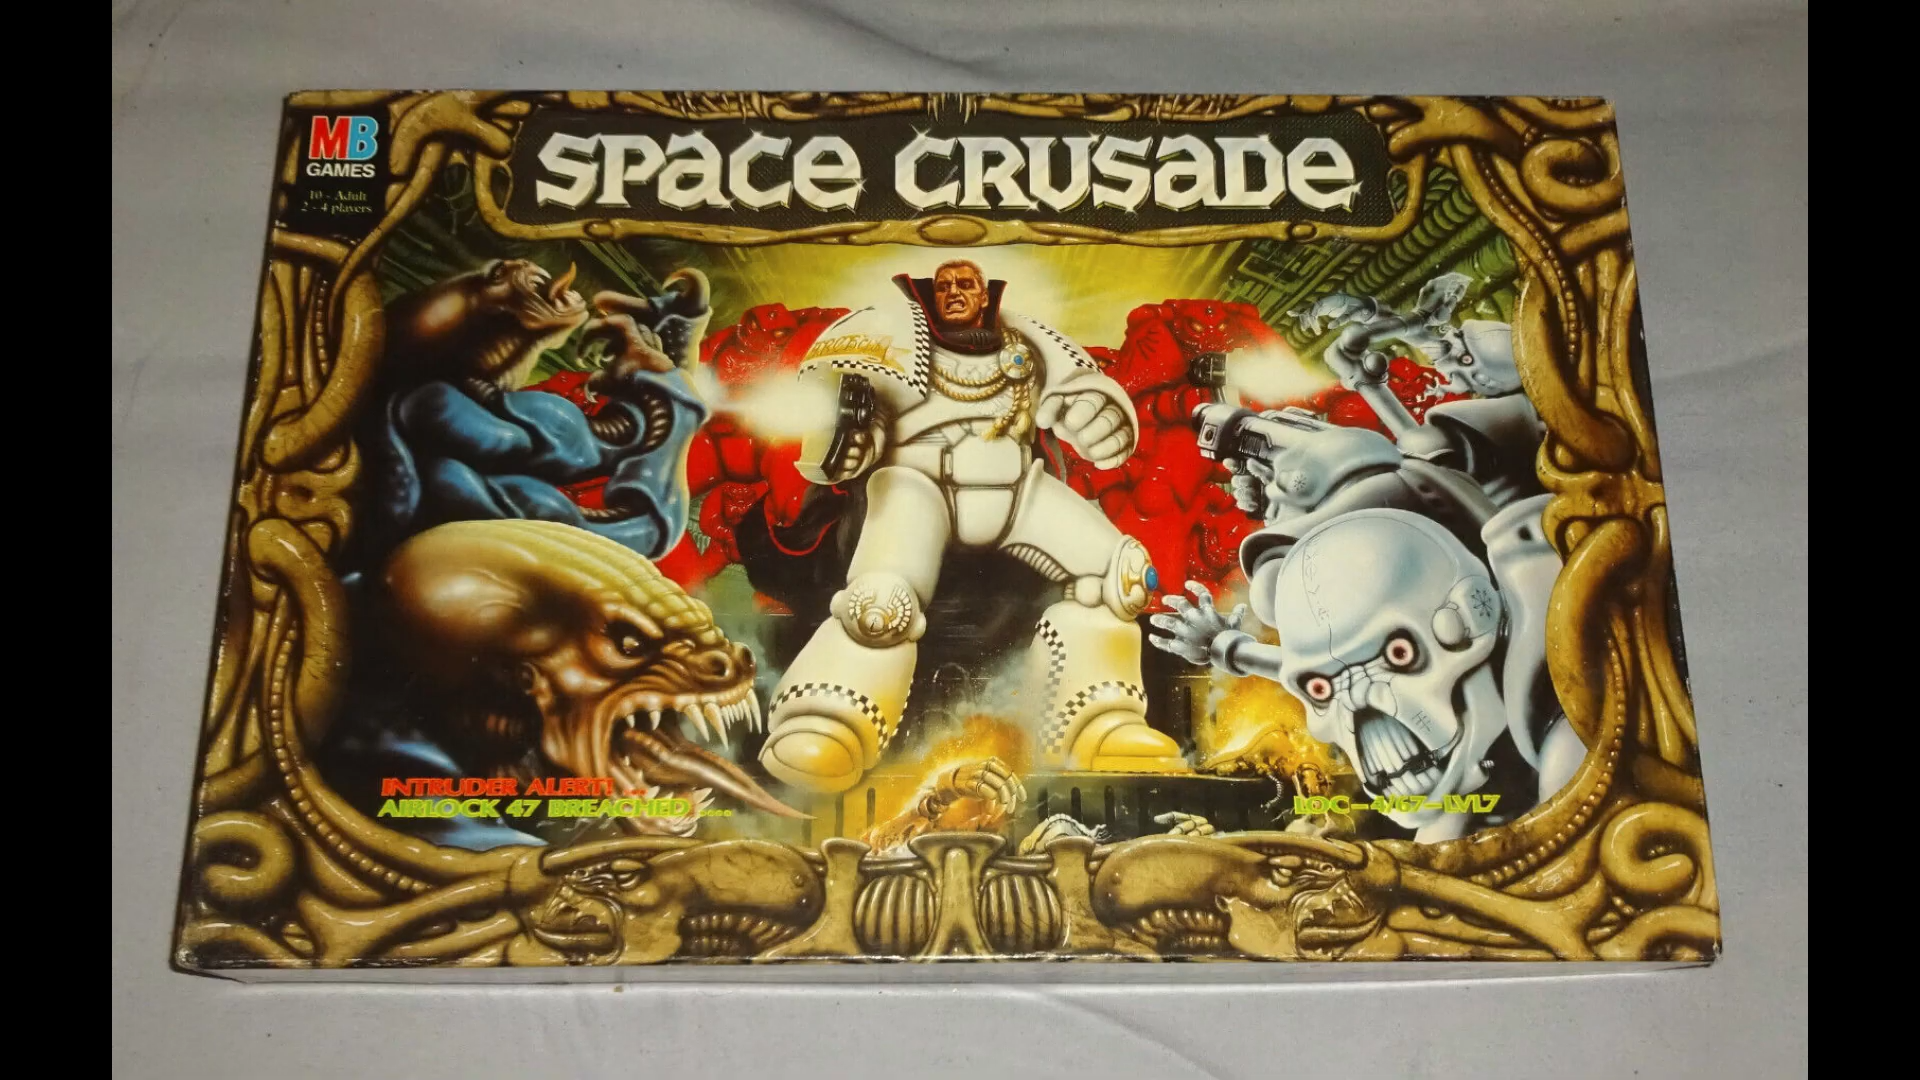 MB
GAMES
10 - Adult
2 - 4 players
SPACE CRUSADE
INTRUDER ALERT! ...
AIRLOCK 47 BREACHED ....
LOC-4/67-LVL7